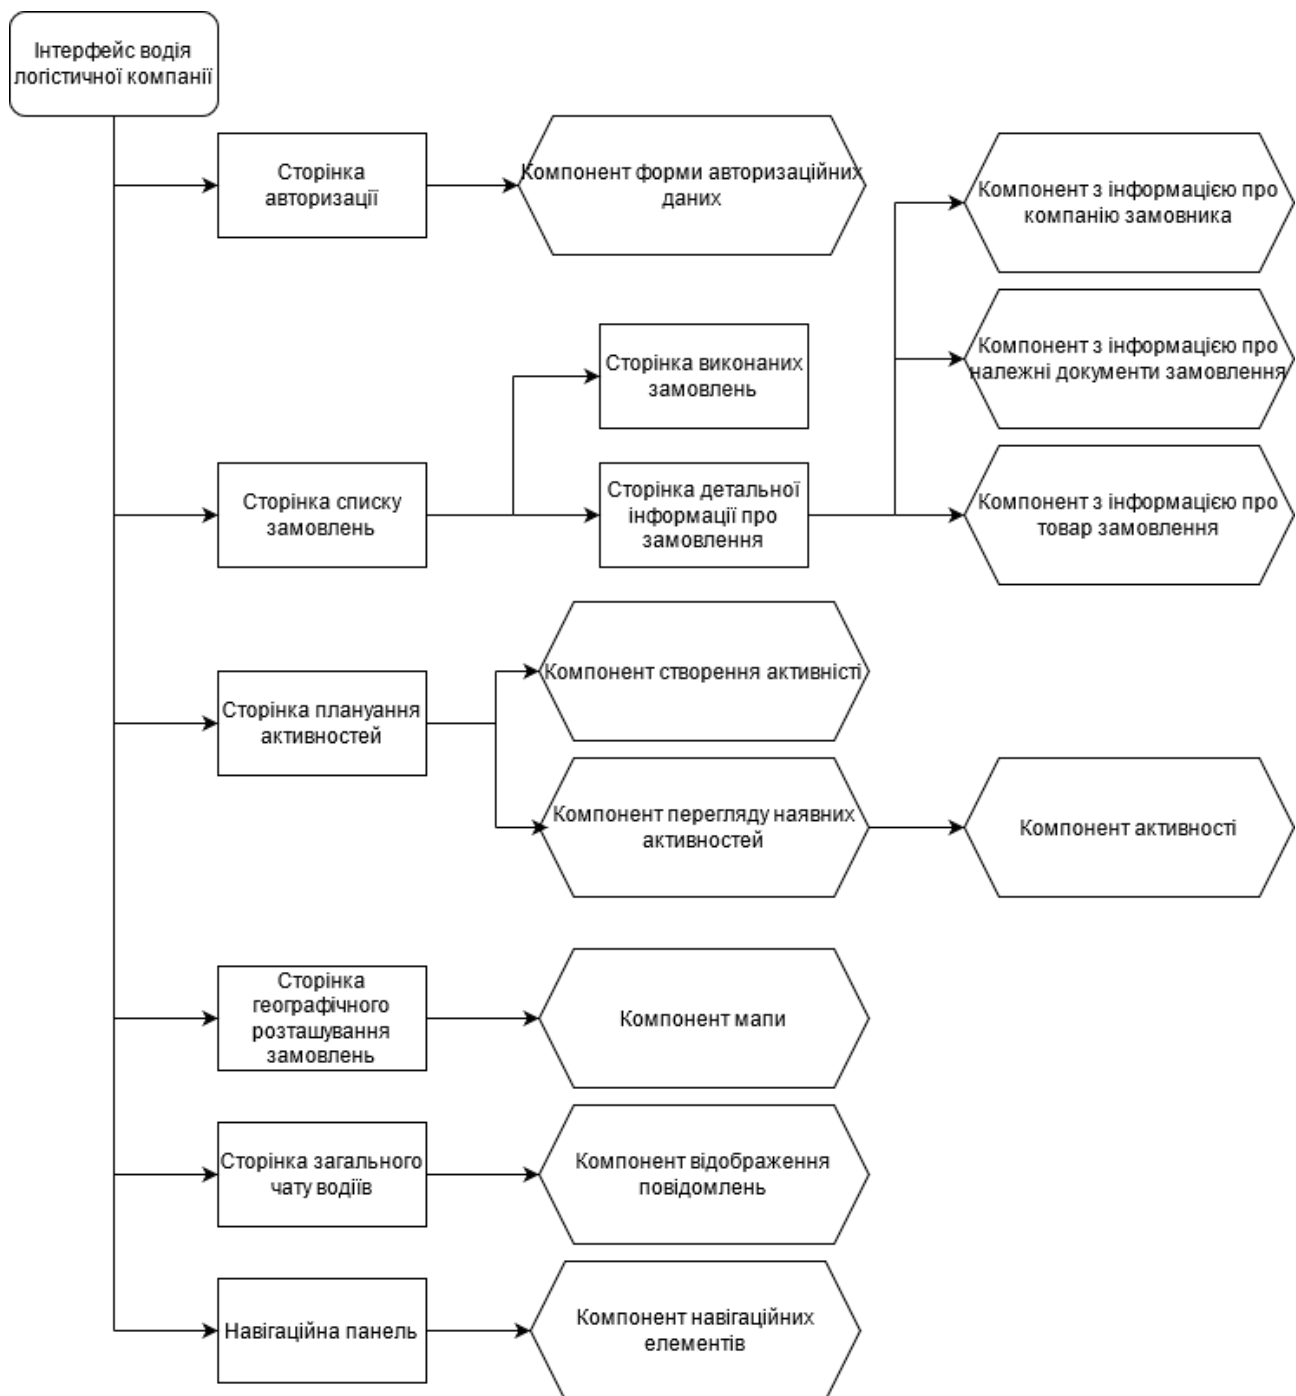 Інтерфейс водія
логістичної компанії
Сторінка
авторизації
Компонент форми авторизаційних
даних
Компонент з інформацією про
компанію замовника
Компонент з інформацією про
належні документи замовлення
Сторінка виконаних
замовлень
Сторінка списку
замовлень
Сторінка детальної
інформації про
замовлення
Компонент з інформацією про
товар замовлення
Компонент створення активністі
Сторінка плануання
активностей
Компонент перегляду наявних
активностей
Компонент активності
Сторінка
географічного
розташування
замовлень
Компонент мапи
Сторінка загального
чату водіїв
Компонент відображення
повідомлень
Навігаційна панель
Компонент навігаційних
елементів